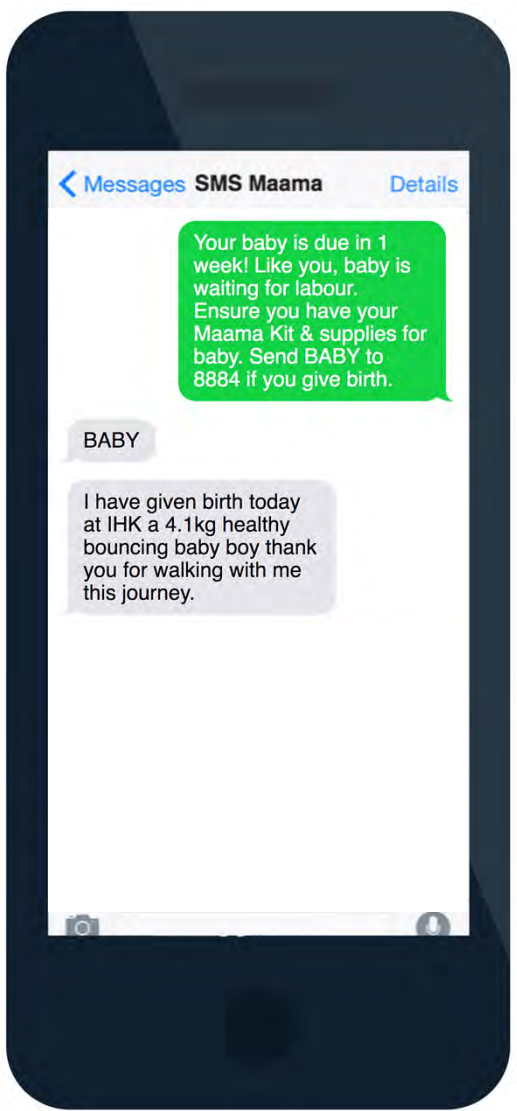 Messages SMS Maama Details
Your baby is due in 1
week! Like you, baby is
waiting for labour.
Ensure you have your
Maama Kit & supplies for
baby. Send BABY to
8884 if you give birth.
BABY
I have given birth today
at IHK a 4.1kg healthy
bouncing baby boy thank
you for walking with me
this journey.